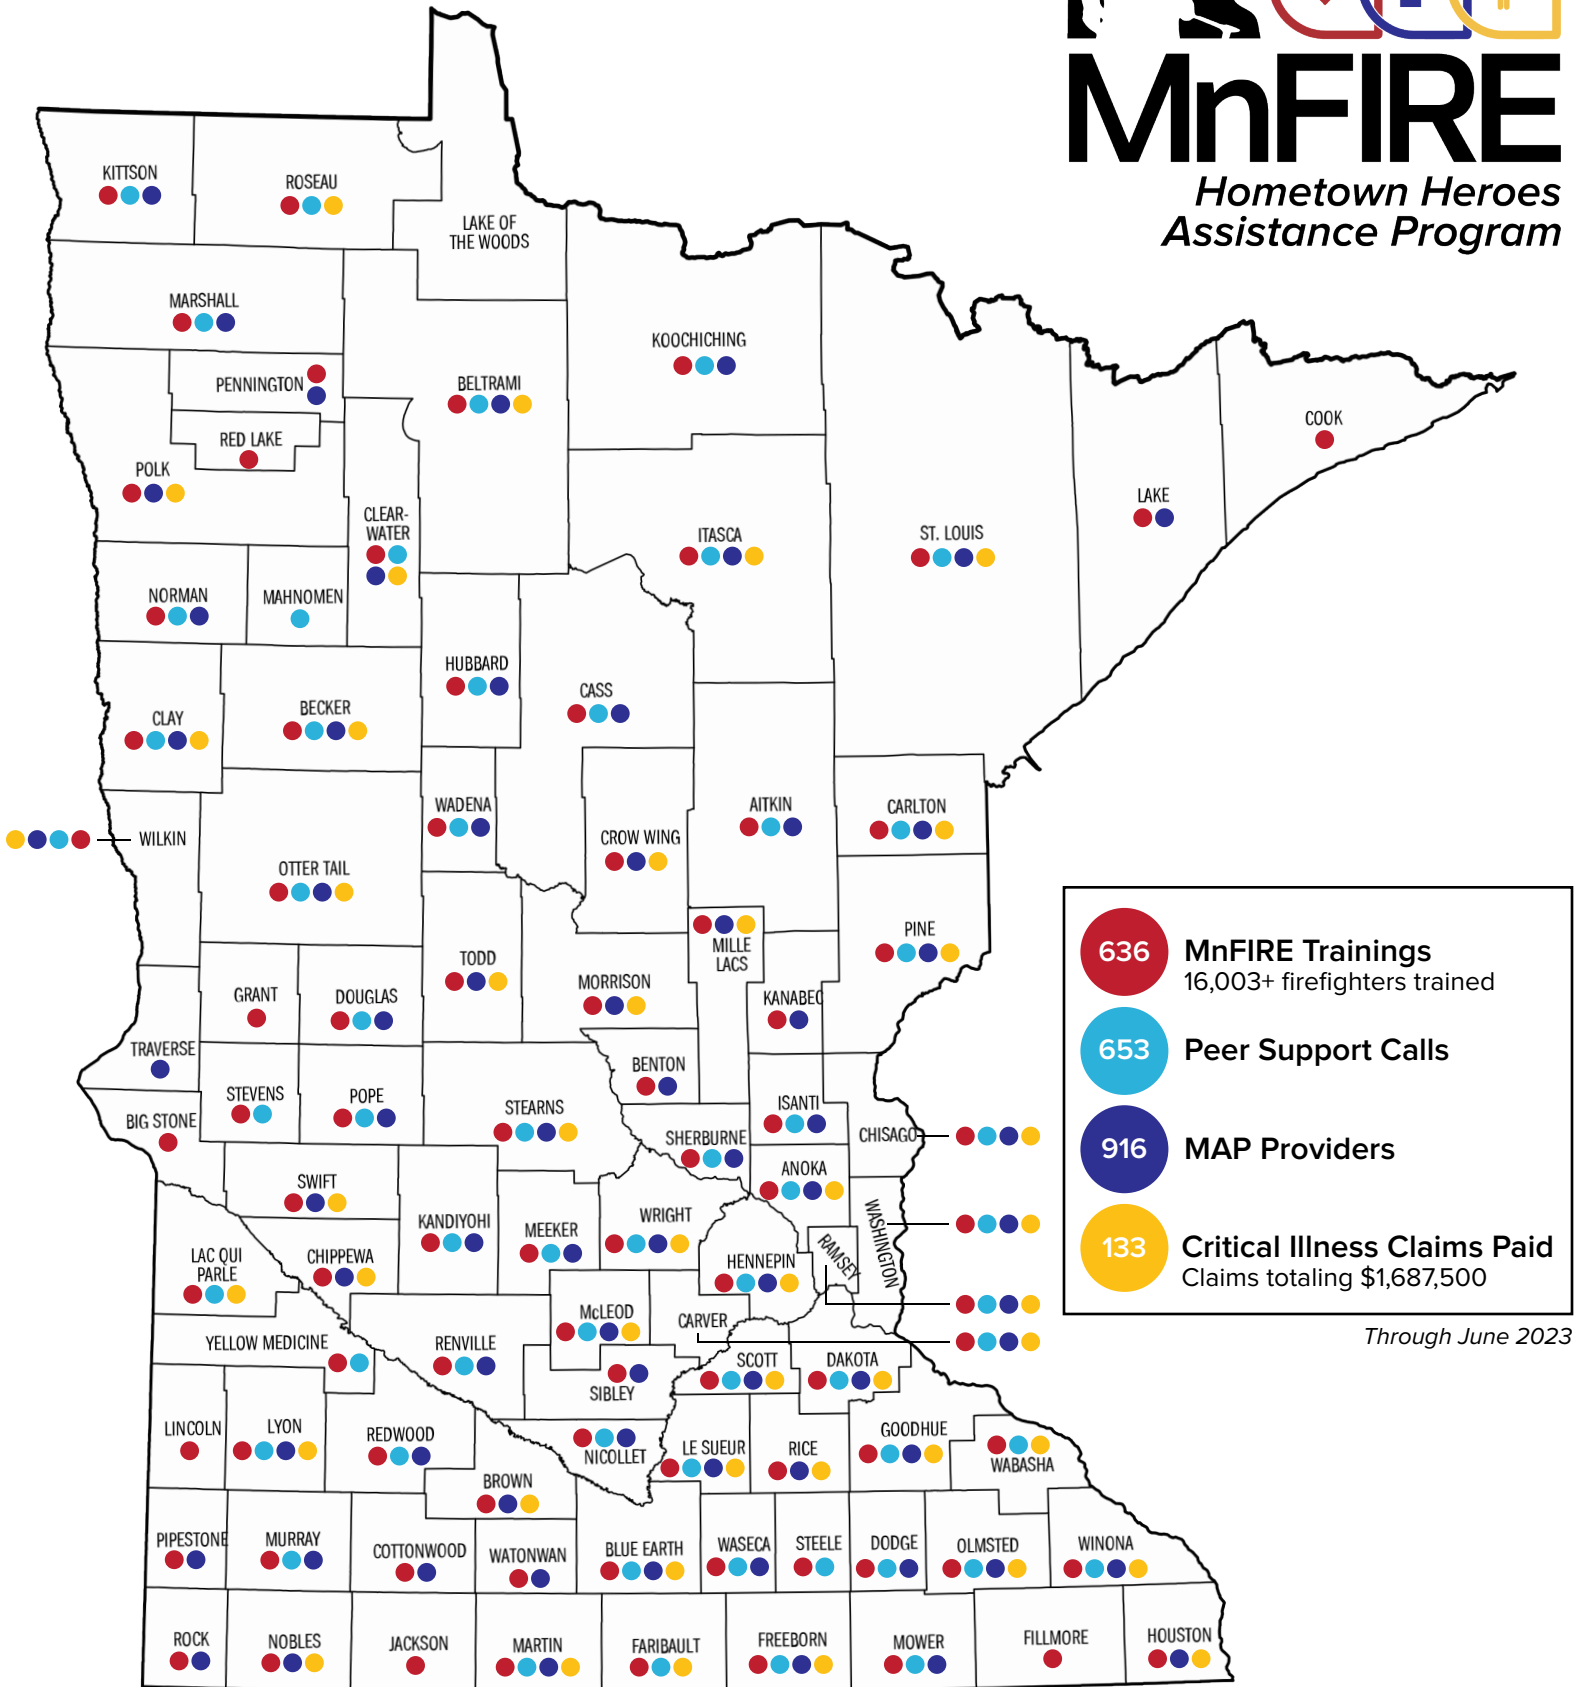 MnFIRE
Hometown Heroes
Assistance Program
KITTSON
ROSEAU
LAKE OF
THE WOODS
MARSHALL
KOOCHICHING
PENNINGTON
BELTRAMI
RED LAKE
COOK
POLK
LAKE
CLEAR-
WATER
ITASCA
ST. LOUIS
NORMAN
MAHNOMEN
HUBBARD
CASS
CLAY
BECKER
WADENA
AITKIN
CARLTON
WILKIN
CROW WING
OTTER TAIL
PINE
TODD
MILLE
LACS
MORRISON
GRANT
DOUGLAS
KANABEC
TRAVERSE
BENTON
STEVENS
POPE
STEARNS
ISANTI
BIG STONE
SHERBURNE
CHISAGO
ANOKA
SWIFT
KANDIYOHI
MEEKER
WRIGHT
WASHINGTON
RAMSEY
LAC QUI
PARLE
CHIPPEWA
HENNEPIN
McLEOD
CARVER
YELLOW MEDICINE
RENVILLE
SCOTT
DAKOTA
SIBLEY
LINCOLN
LYON
REDWOOD
NICOLLET
LE SUEUR
RICE
GOODHUE
WABASHA
BROWN
PIPESTONE
MURRAY
COTTONWOOD
WATONWAN
BLUE EARTH
WASECA
STEELE
DODGE
OLMSTED
WINONA
ROCK
NOBLES
JACKSON
MARTIN
FARIBAULT
FREEBORN
MOWER
FILLMORE
HOUSTON
636 MnFIRE Trainings
16,003+ firefighters trained
653 Peer Support Calls
916 MAP Providers
133 Critical Illness Claims Paid
Claims totaling $1,687,500
Through June 2023